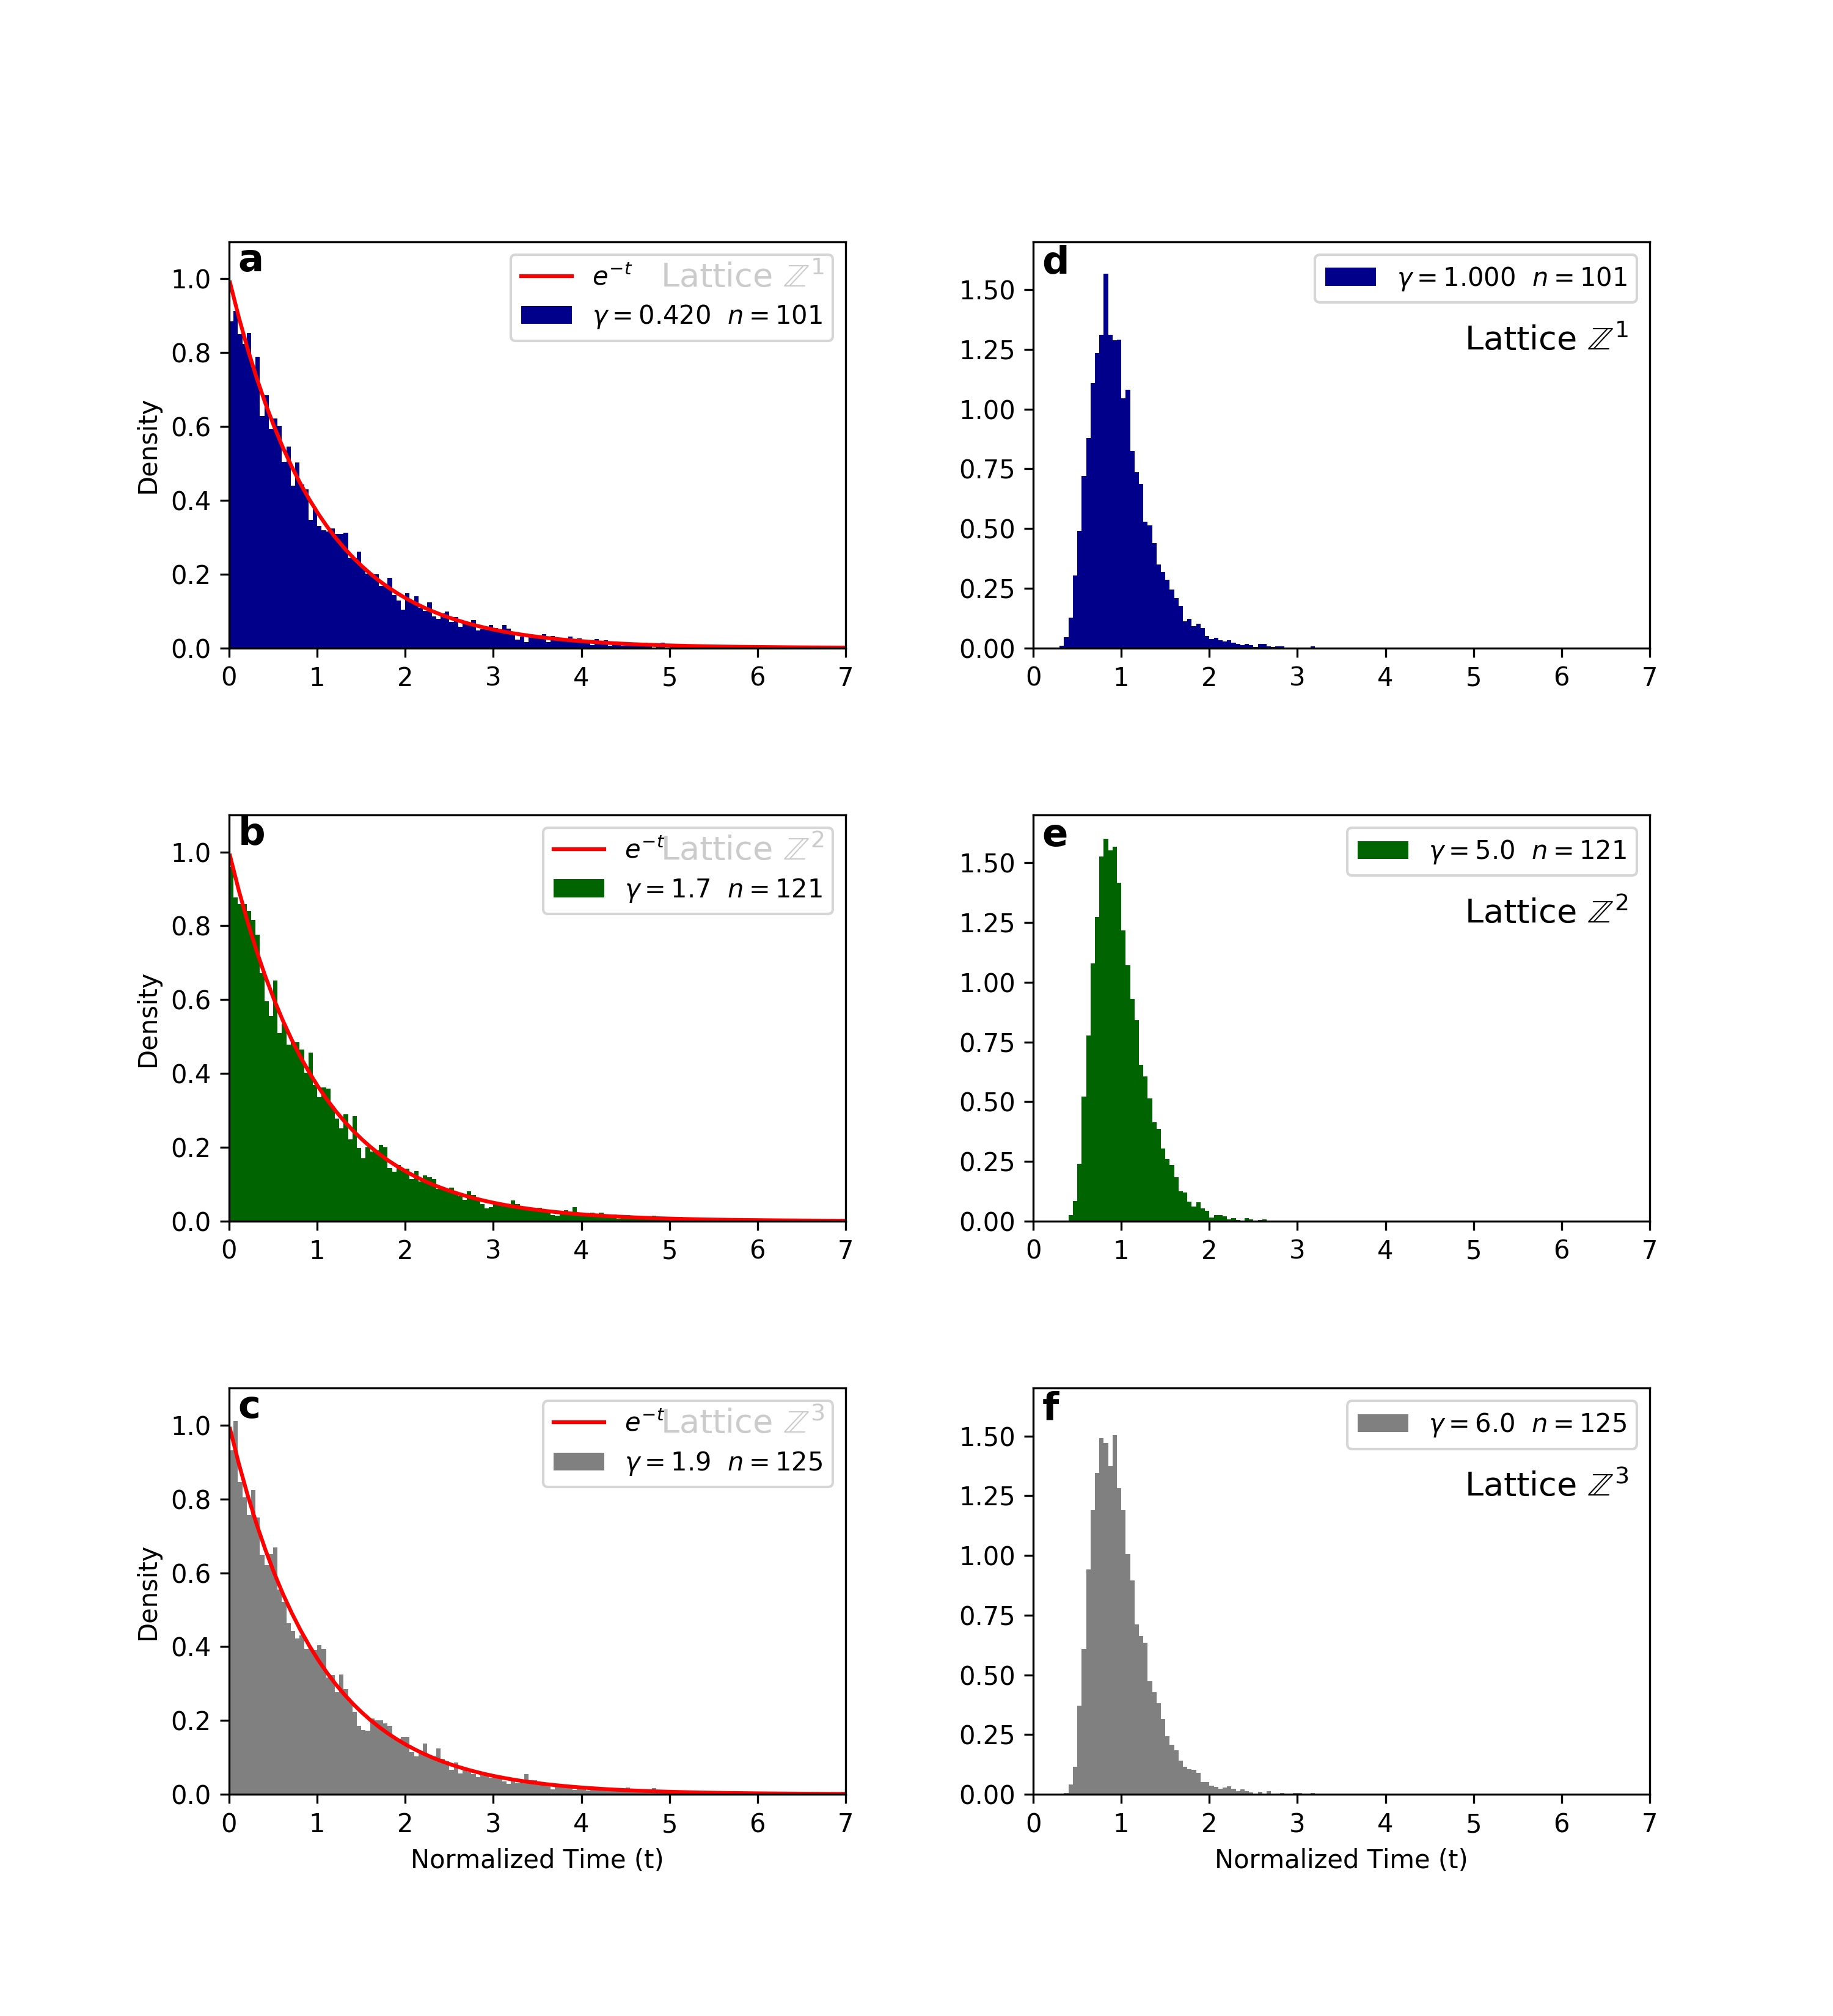 a
e^{-t}
Lattice ℤ^1
γ = 0.420 n = 101
1.0
0.8
0.6
0.4
0.2
0.0
Density
0 1 2 3 4 5 6 7
d
γ = 1.000 n = 101
Lattice ℤ^1
1.50
1.25
1.00
0.75
0.50
0.25
0.00
0 1 2 3 4 5 6 7
b
e^{-t}
Lattice ℤ^2
γ = 1.7 n = 121
1.0
0.8
0.6
0.4
0.2
0.0
Density
0 1 2 3 4 5 6 7
e
γ = 5.0 n = 121
Lattice ℤ^2
1.50
1.25
1.00
0.75
0.50
0.25
0.00
0 1 2 3 4 5 6 7
c
e^{-t}
Lattice ℤ^3
γ = 1.9 n = 125
1.0
0.8
0.6
0.4
0.2
0.0
Density
0 1 2 3 4 5 6 7
Normalized Time (t)
f
γ = 6.0 n = 125
Lattice ℤ^3
1.50
1.25
1.00
0.75
0.50
0.25
0.00
0 1 2 3 4 5 6 7
Normalized Time (t)